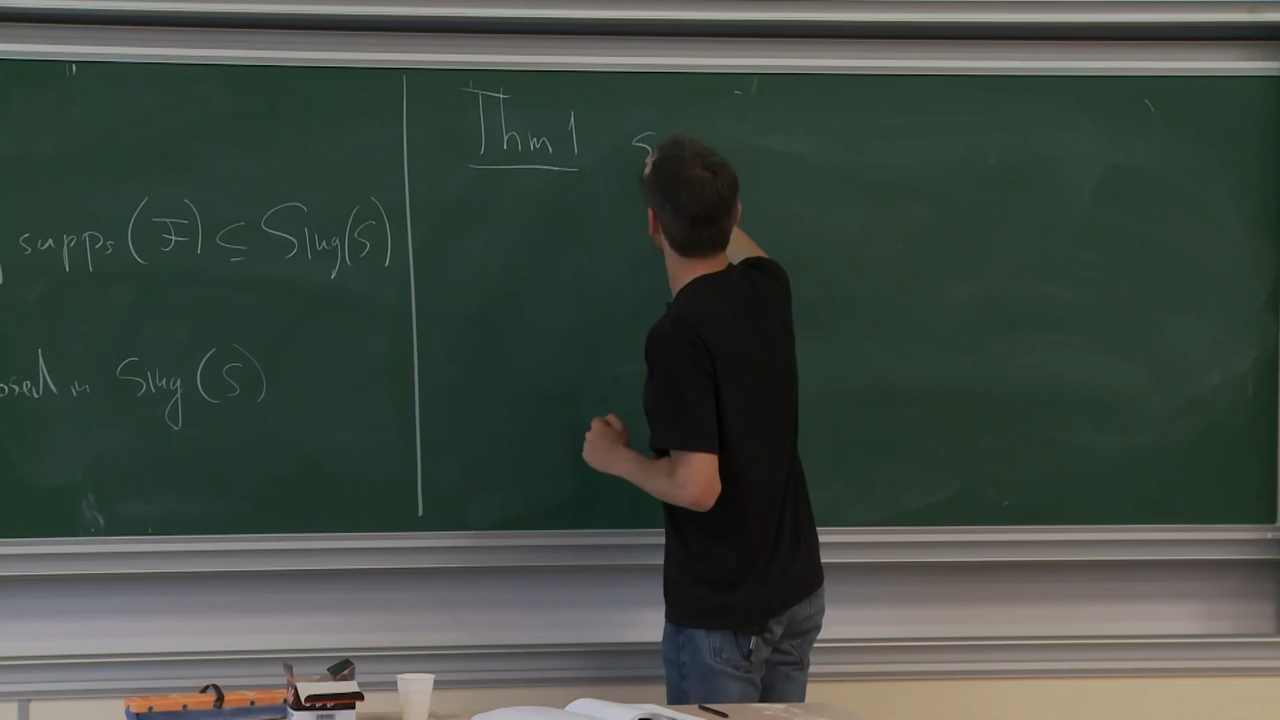 supps(F) ⊆ Sing(S)
osed in Sing(S)
Thm 1 S